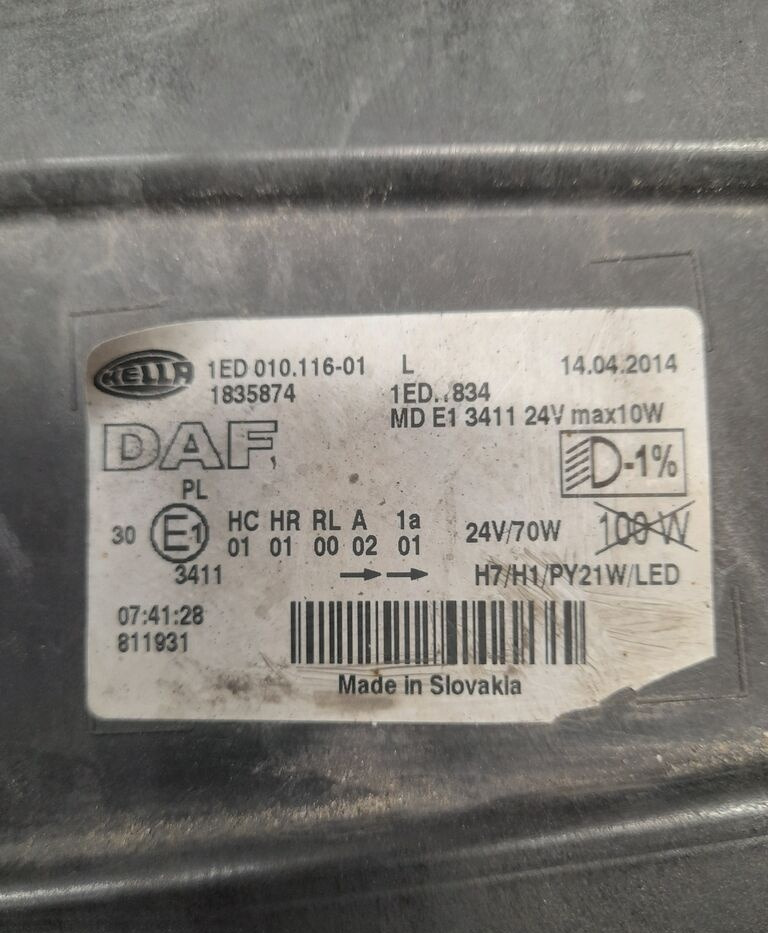 HELLA 1ED 010.116-01 L 14.04.2014
1835874 1ED..834
MD E1 3411 24V max10W
DAF
D-1%
PL
30 E1 HC HR RL A 1a 24V/70W 100 W
01 01 00 02 01
3411 H7/H1/PY21W/LED
07:41:28
811931
Made in Slovakia